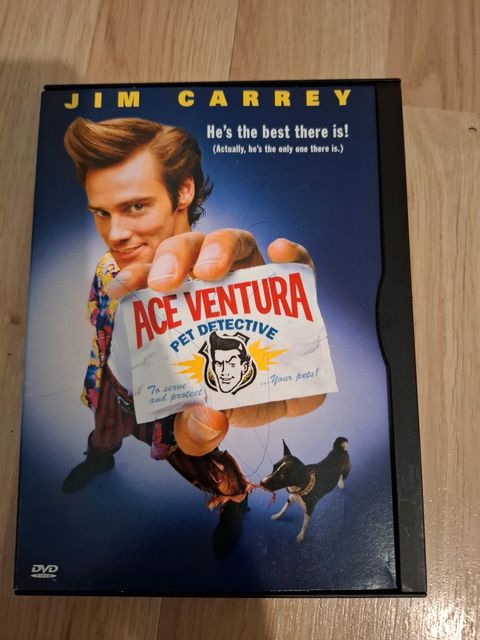 JIM CARREY
He's the best there is!
(Actually, he's the only one there is.)
ACE VENTURA
PET DETECTIVE
To serve
and protect
...Your pets!
DVD
VIDEO